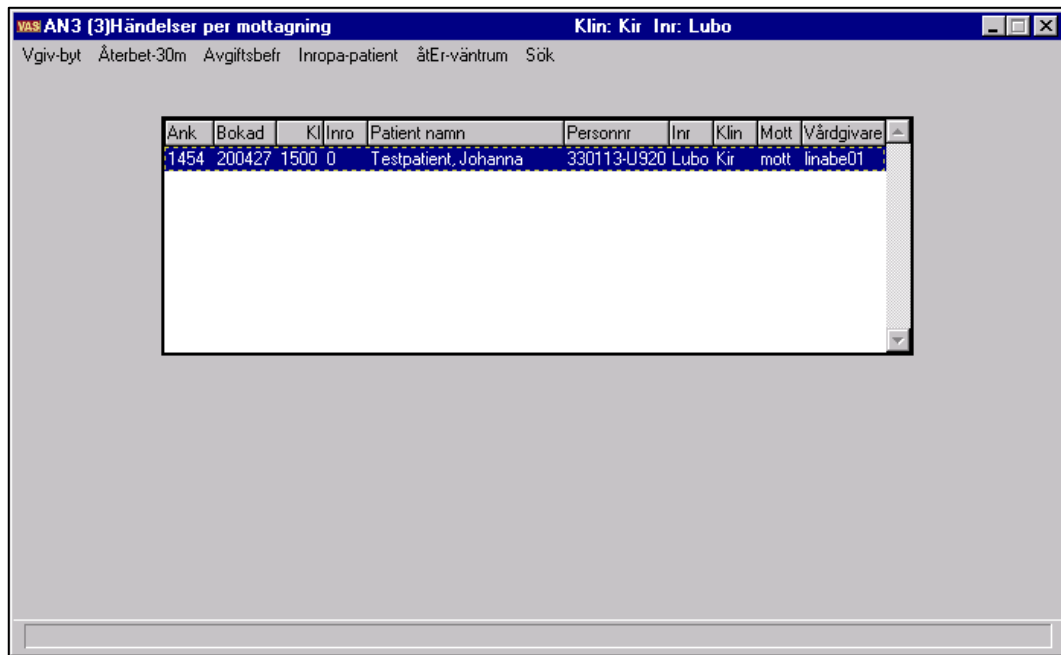 VAS AN3 (3)Händelser per mottagning Klin: Kir Inr: Lubo
Vgiv-byt Återbet-30m Avgiftsbefr Inropa-patient åtEr-väntrum Sök
Ank Bokad Kl Inro Patient namn Personnr Inr Klin Mott Vårdgivare
1454 200427 1500 0 Testpatient, Johanna 330113-U920 Lubo Kir mott linabe01